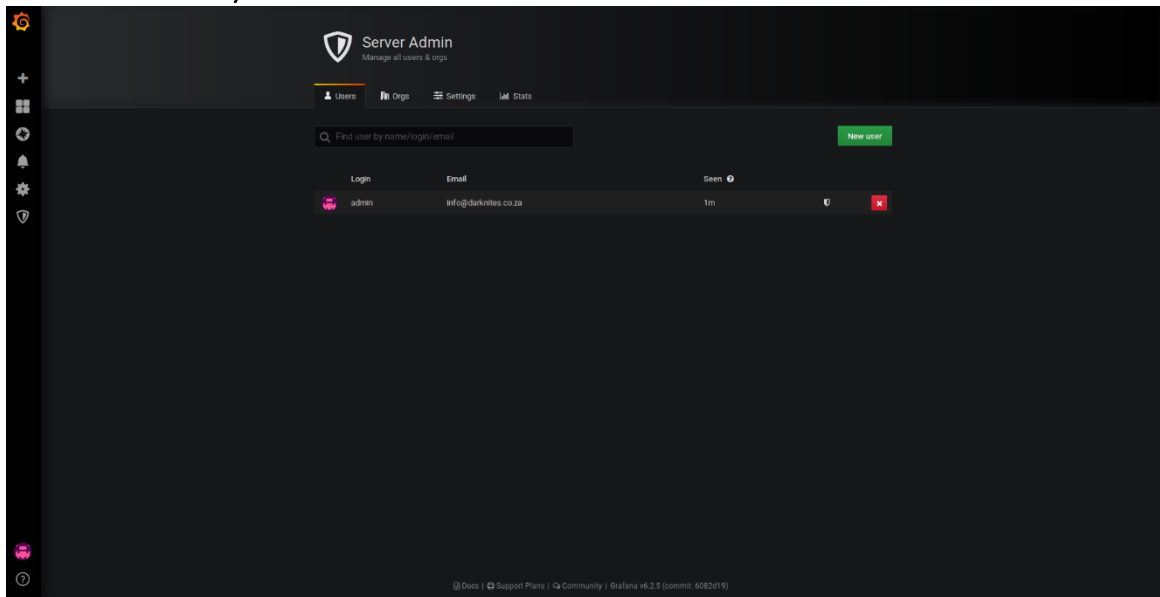 Server Admin
Manage all users & orgs
Users Orgs Settings Stats
Find user by name/login/email New user
Login Email Seen
admin info@darknites.co.za 1m
Docs | Support Plans | Community | Grafana v6.2.5 (commit: 6082d19)